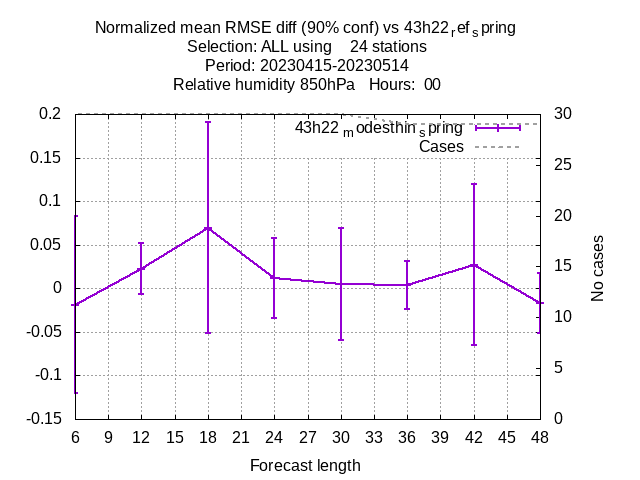 Normalized mean RMSE diff (90% conf) vs 43h22refspring
Selection: ALL using 24 stations
Period: 20230415-20230514
Relative humidity 850hPa Hours: 00
0.2
0.15
0.1
0.05
0
-0.05
-0.1
-0.15
43h22modesthinspring
Cases
30
25
20
15
10
5
0
No cases
6 9 12 15 18 21 24 27 30 33 36 39 42 45 48
Forecast length